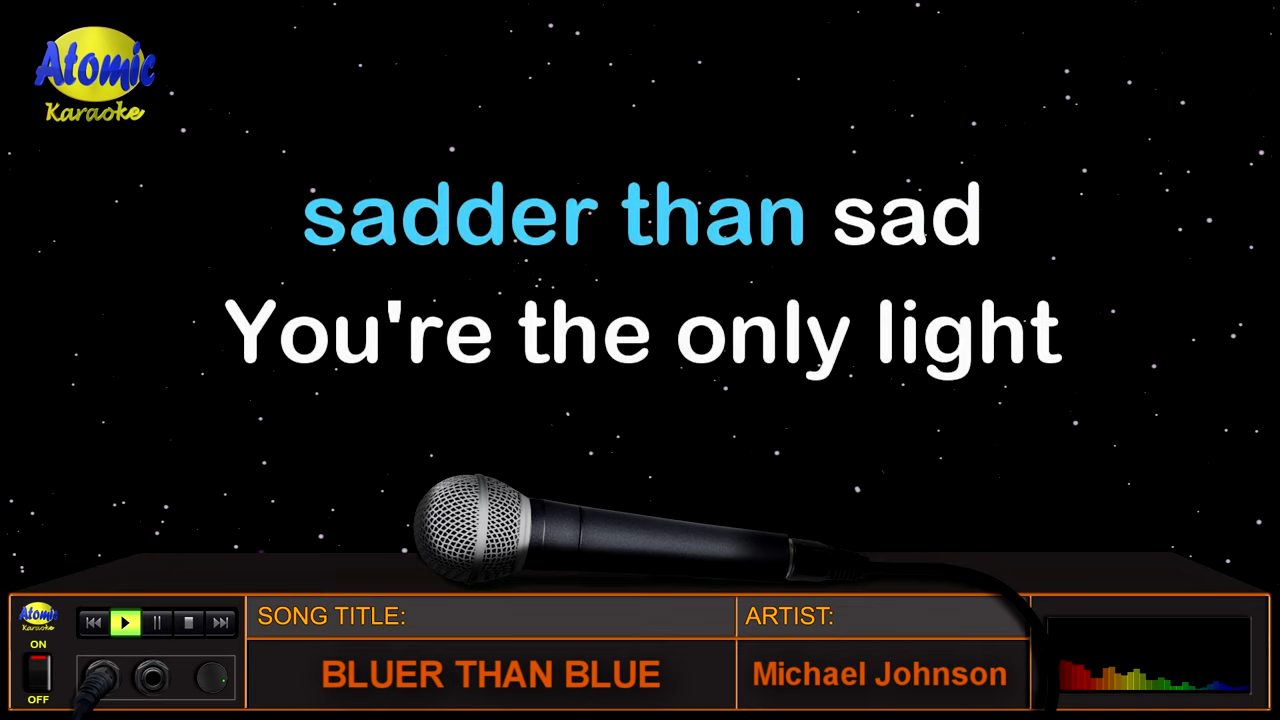 Atomic
Karaoke
sadder than sad
You're the only light
Atomic
Karaoke
ON
OFF
SONG TITLE:
BLUER THAN BLUE
ARTIST:
Michael Johnson